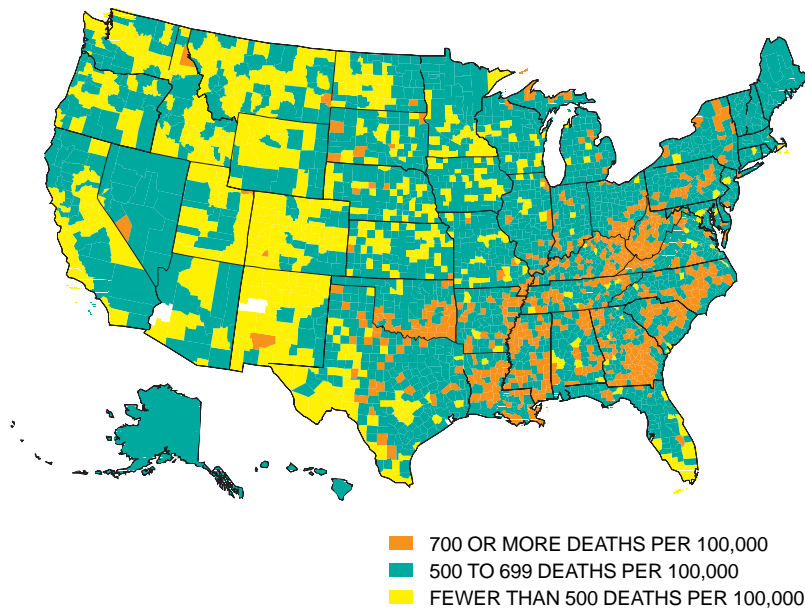 700 OR MORE DEATHS PER 100,000
500 TO 699 DEATHS PER 100,000
FEWER THAN 500 DEATHS PER 100,000